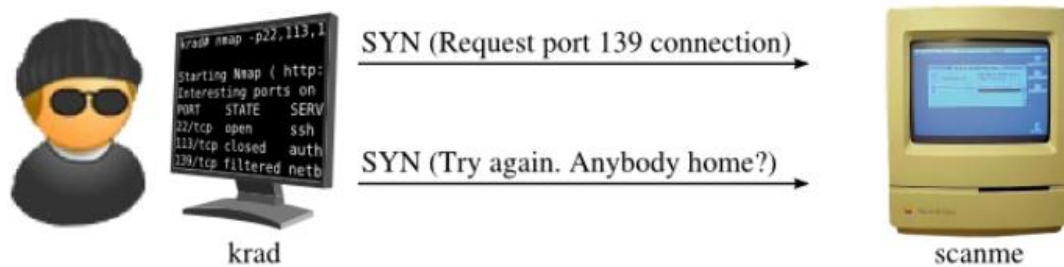 krad# nmap -p22,113,1
Starting Nmap ( http:
Interesting ports on
PORT STATE SERV
22/tcp open ssh
113/tcp closed auth
139/tcp filtered netb
SYN (Request port 139 connection)
SYN (Try again. Anybody home?)
krad
scanme